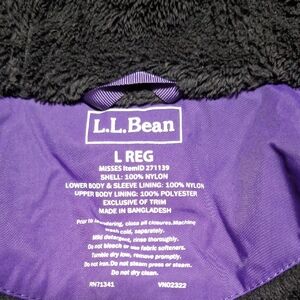 L.L.Bean
L REG
MISSES ItemID 271139
SHELL: 100% NYLON
LOWER BODY & SLEEVE LINING: 100% NYLON
UPPER BODY LINING: 100% POLYESTER
EXCLUSIVE OF TRIM
MADE IN BANGLADESH
Prior to laundering, close all closures. Machine
wash cold, separately.
Mild detergent, rinse thoroughly.
Do not bleach or use fabric softeners.
Tumble dry low, remove promptly.
Do not iron. Do not steam press or steam.
Do not dry clean.
RN71341 VN02322